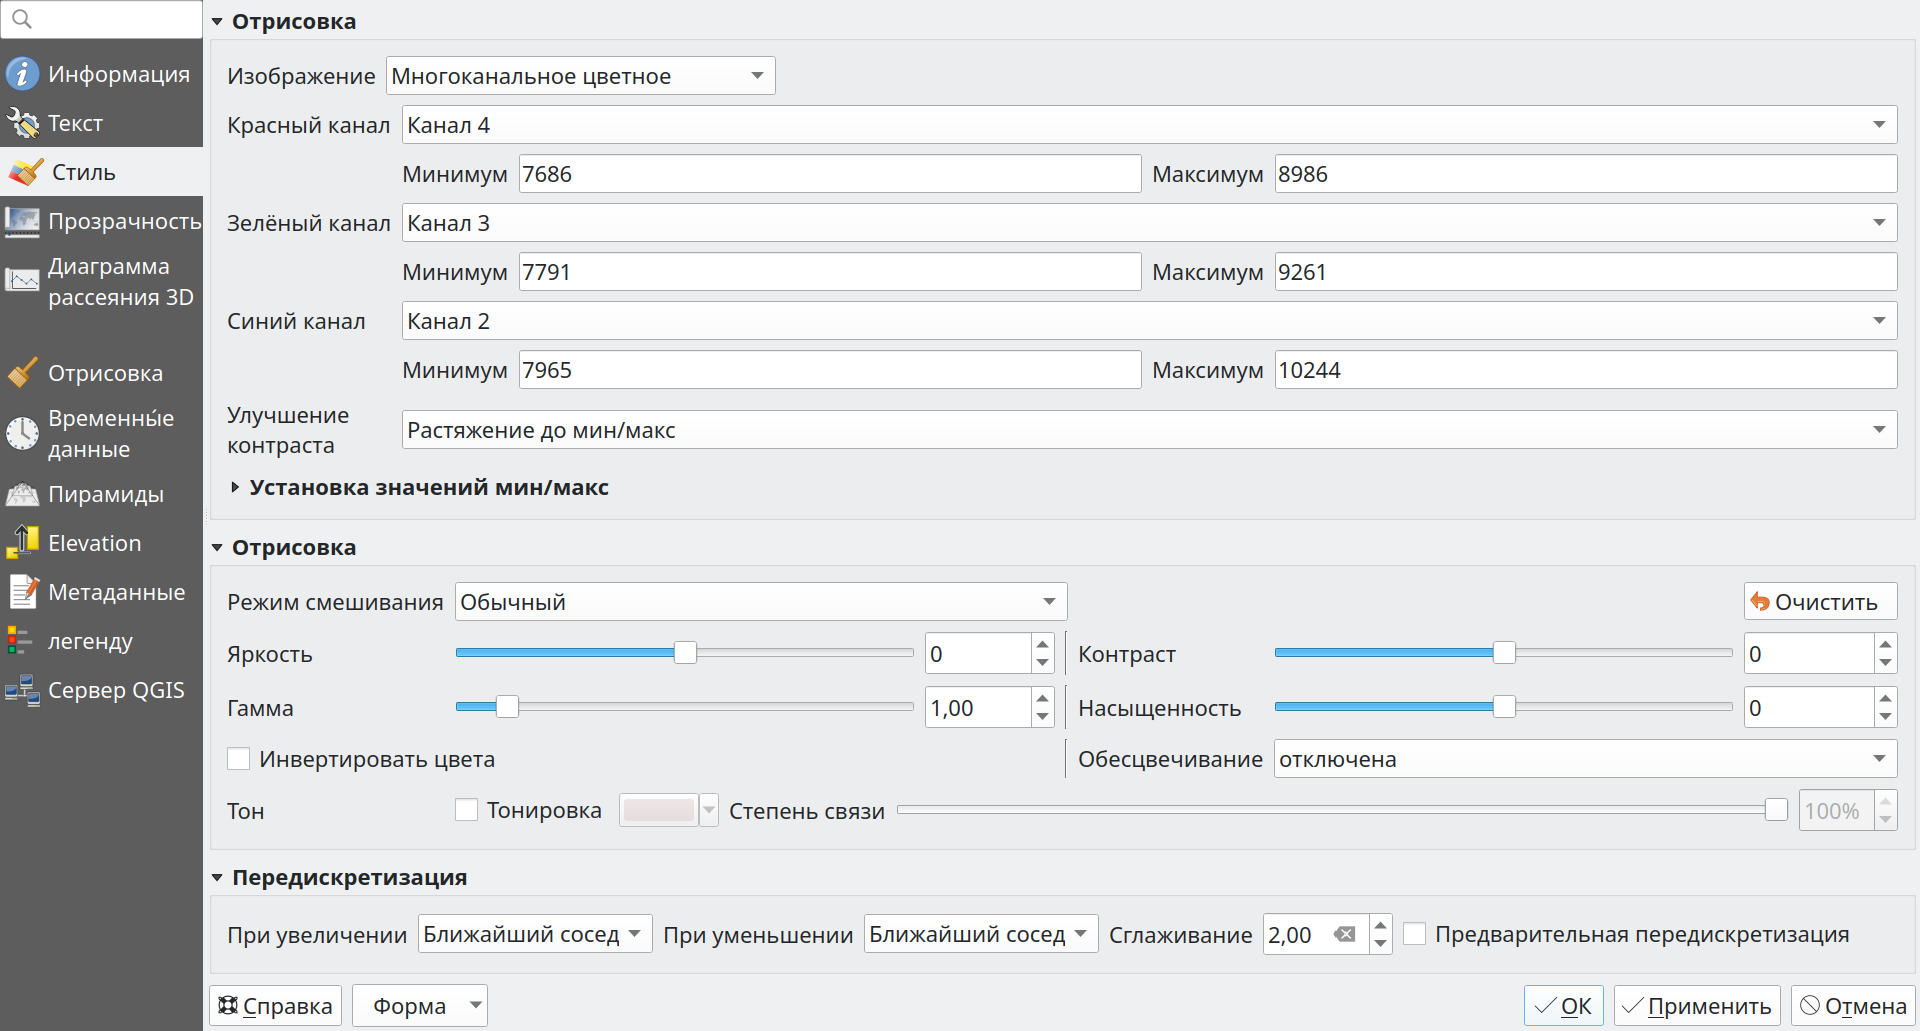 Информация
Текст
Стиль
Прозрачность
Диаграмма
рассеяния 3D
Отрисовка
Временны́е
данные
Пирамиды
Elevation
Метаданные
легенду
Сервер QGIS
Отрисовка
Изображение Многоканальное цветное
Красный канал Канал 4
Минимум 7686 Максимум 8986
Зелёный канал Канал 3
Минимум 7791 Максимум 9261
Синий канал Канал 2
Минимум 7965 Максимум 10244
Улучшение
контраста Растяжение до мин/макс
Установка значений мин/макс
Отрисовка
Режим смешивания Обычный Очистить
Яркость 0 Контраст 0
Гамма 1,00 Насыщенность 0
Инвертировать цвета Обесцвечивание отключена
Тон Тонировка Степень связи 100%
Передискретизация
При увеличении Ближайший сосед При уменьшении Ближайший сосед Сглаживание 2,00 Предварительная передискретизация
Справка Форма OK Применить Отмена